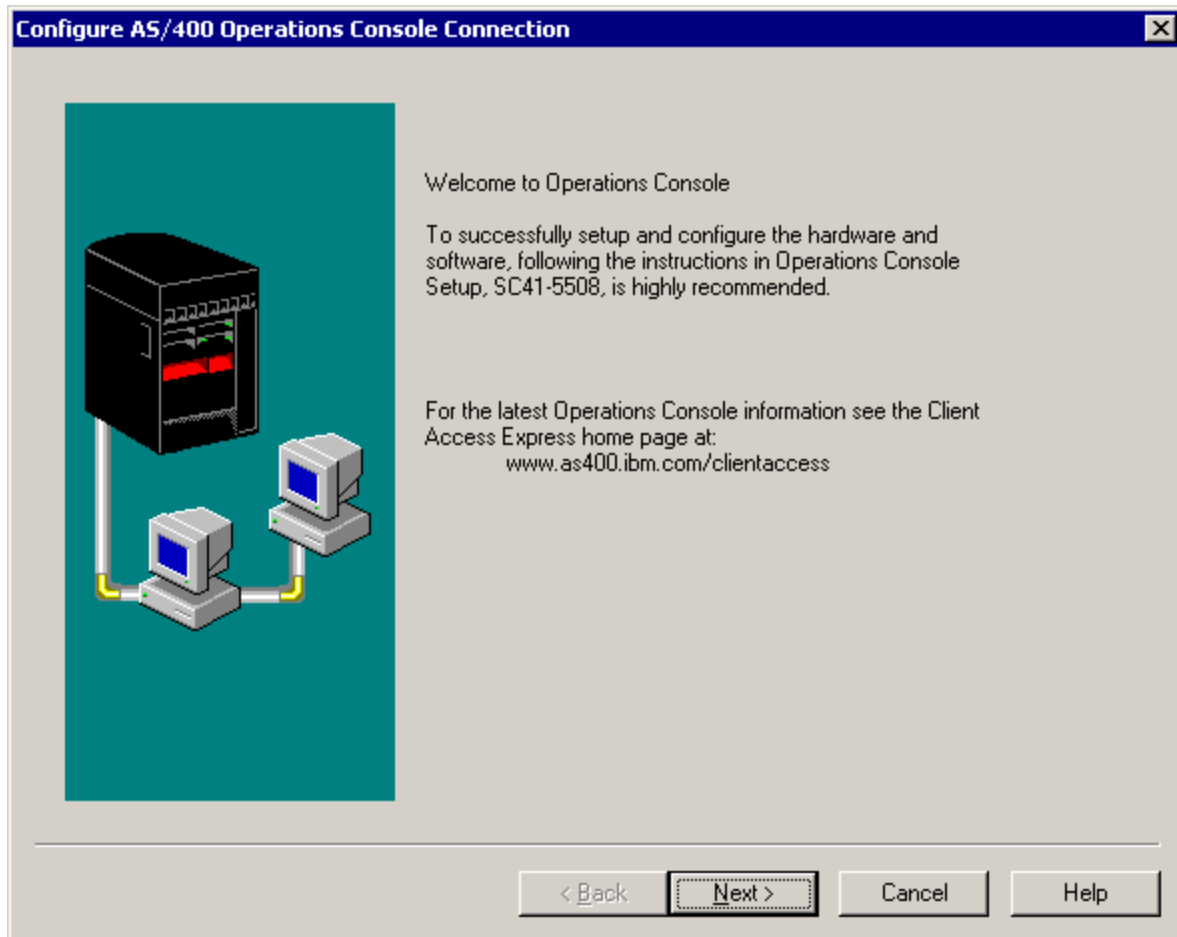 Configure AS/400 Operations Console Connection
Welcome to Operations Console
To successfully setup and configure the hardware and
software, following the instructions in Operations Console
Setup, SC41-5508, is highly recommended.
For the latest Operations Console information see the Client
Access Express home page at:
www.as400.ibm.com/clientaccess
< Back
Next >
Cancel
Help